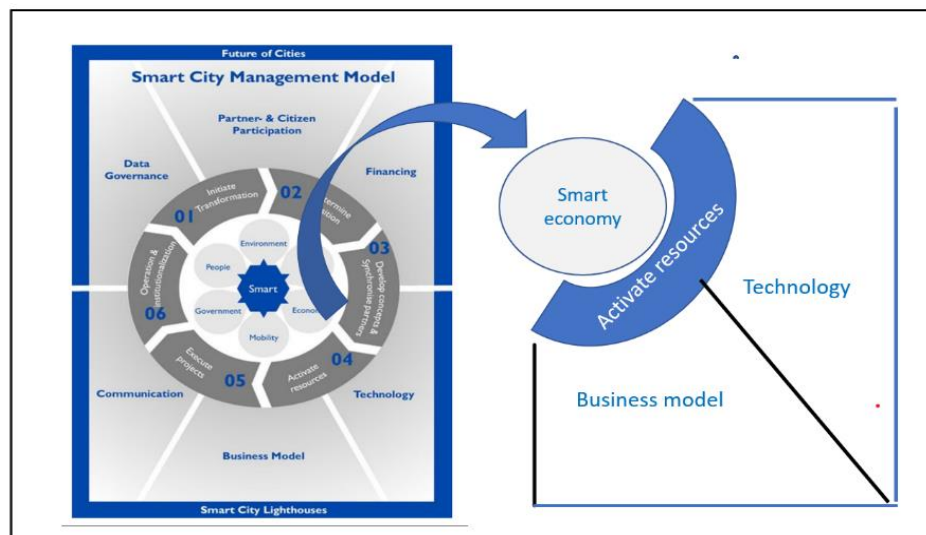 Future of Cities
Smart City Management Model
Partner- & Citizen
Participation
Data
Governance
Financing
01
Initiate
Transformation
02
03
Develop concepts &
Synchronise partners
04
Activate
resources
05
Execute
projects
06
Operation &
institutionalization
Environment
People
Smart
Government
Mobility
Communication
Technology
Business Model
Smart City Lighthouses
Smart
economy
Activate resources
Technology
Business model